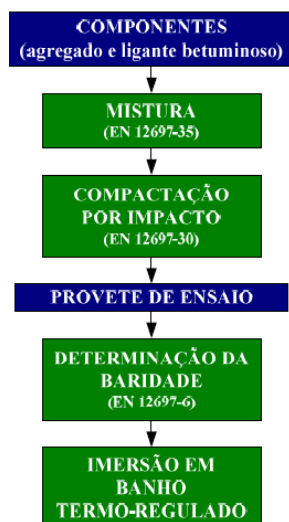 COMPONENTES
(agregado e ligante betuminoso)
MISTURA
(EN 12697-35)
COMPACTAÇÃO
POR IMPACTO
(EN 12697-30)
PROVETE DE ENSAIO
DETERMINAÇÃO DA
BARIDADE
(EN 12697-6)
IMERSÃO EM
BANHO
TERMO-REGULADO